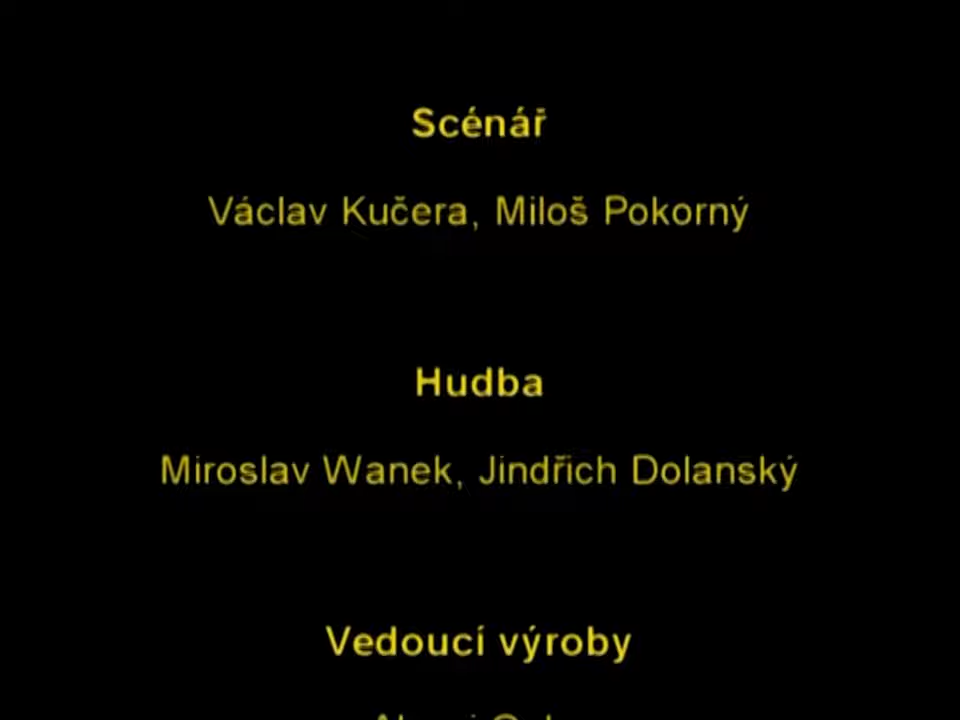 Scénář
Václav Kučera, Miloš Pokorný
Hudba
Miroslav Wanek, Jindřich Dolanský
Vedoucí výroby